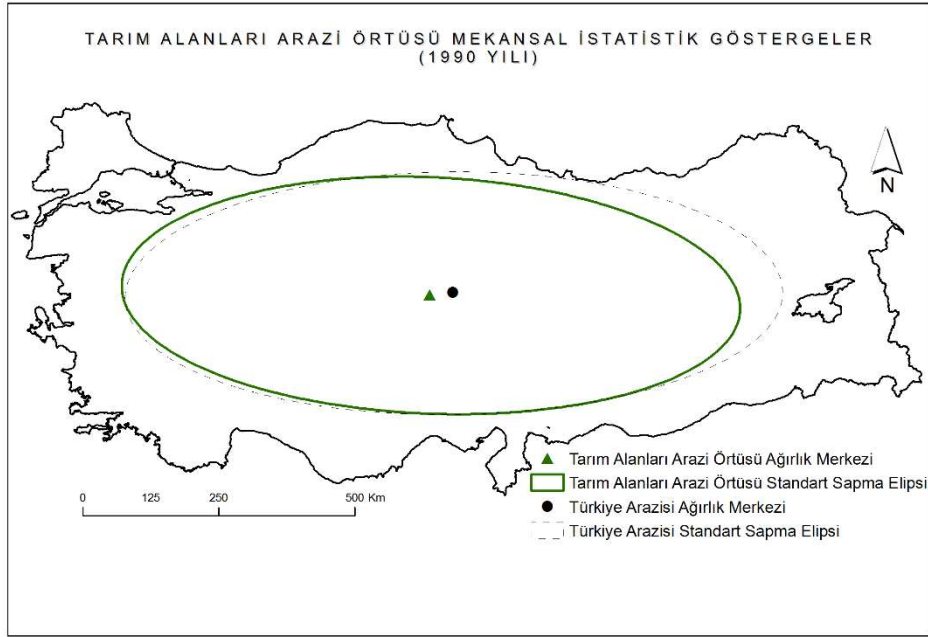 TARIM ALANLARI ARAZİ ÖRTÜSÜ MEKANSAL İSTATİSTİK GÖSTERGELER
(1990 YILI)
N
Tarım Alanları Arazi Örtüsü Ağırlık Merkezi
Tarım Alanları Arazi Örtüsü Standart Sapma Elipsi
Türkiye Arazisi Ağırlık Merkezi
Türkiye Arazisi Standart Sapma Elipsi
0 125 250 500 Km